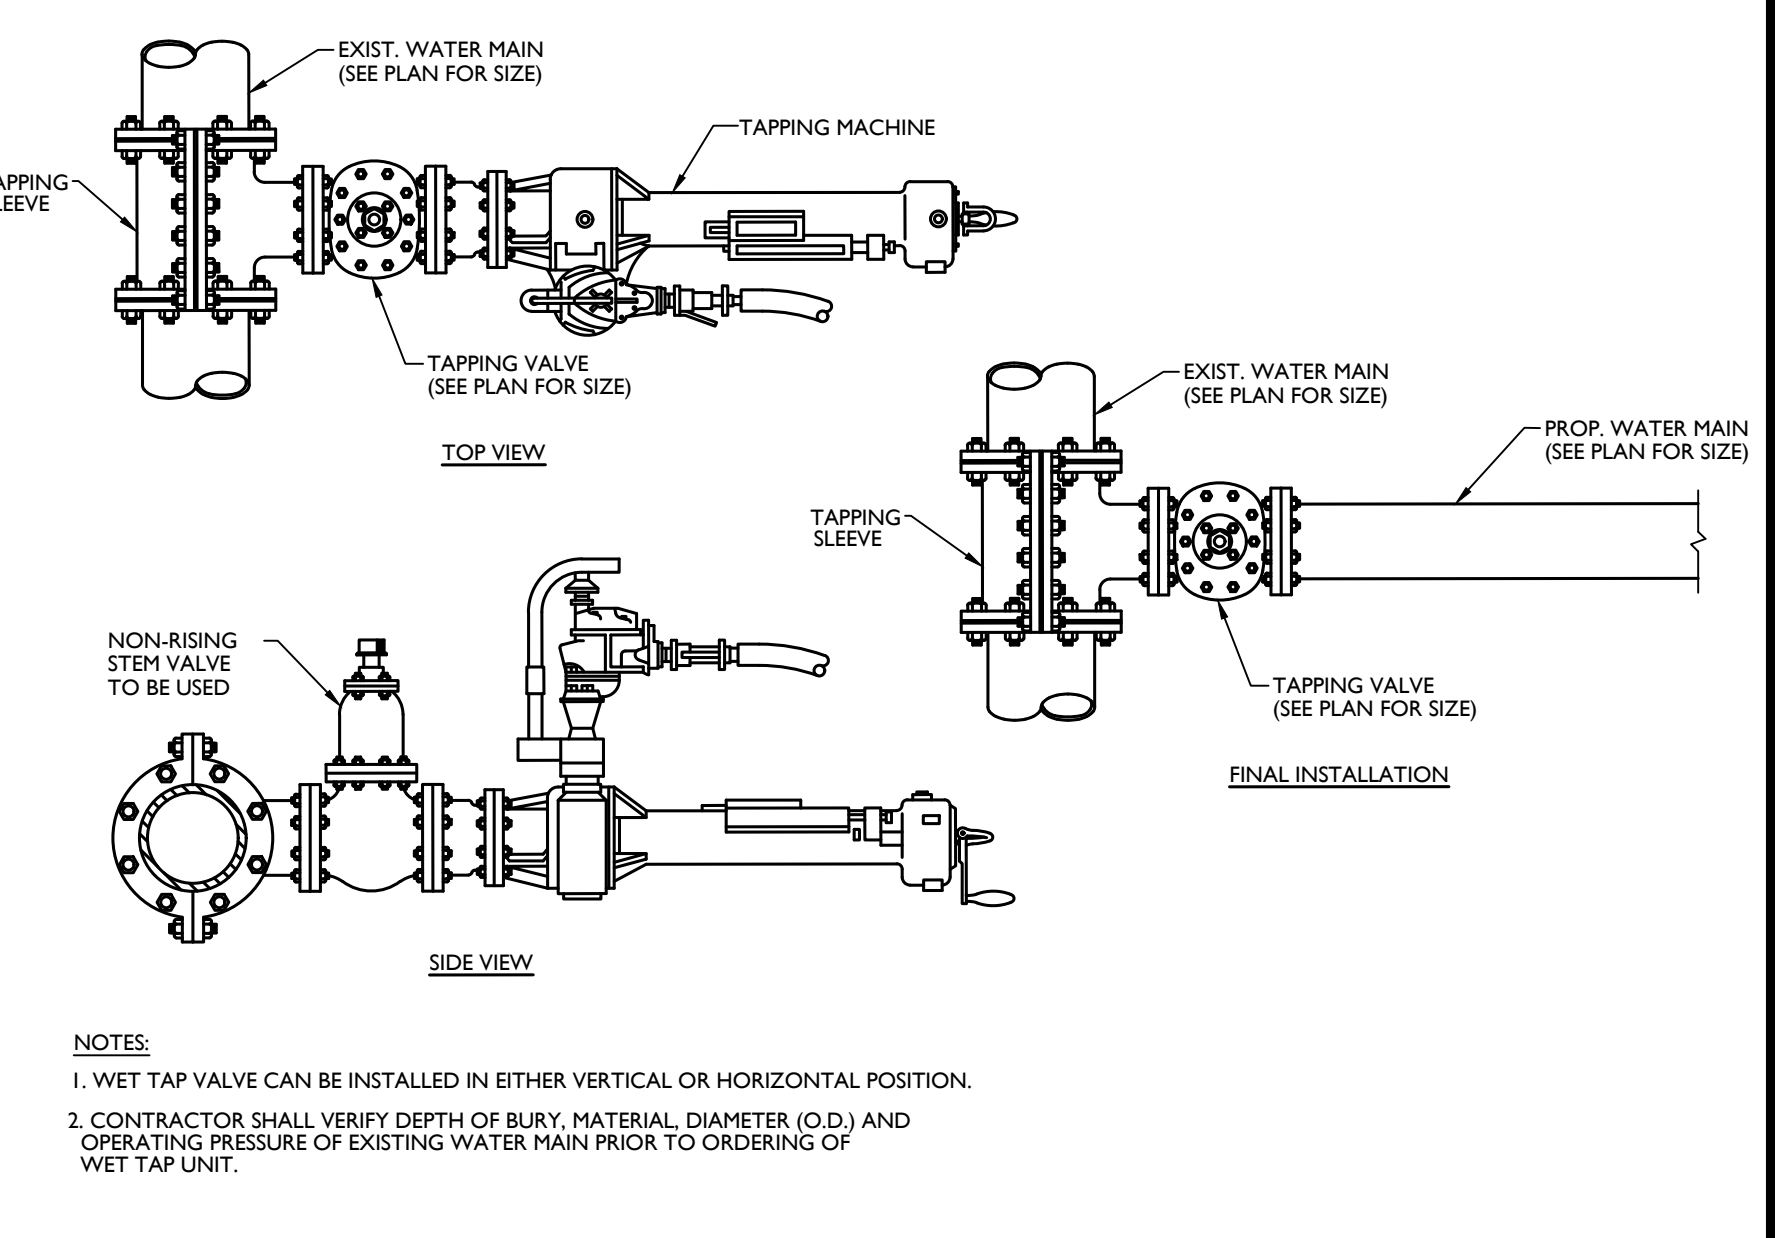 EXIST. WATER MAIN
(SEE PLAN FOR SIZE)
TAPPING MACHINE
APPING
LEEVE
TAPPING VALVE
(SEE PLAN FOR SIZE)
TOP VIEW
EXIST. WATER MAIN
(SEE PLAN FOR SIZE)
PROP. WATER MAIN
(SEE PLAN FOR SIZE)
TAPPING
SLEEVE
TAPPING VALVE
(SEE PLAN FOR SIZE)
FINAL INSTALLATION
NON-RISING
STEM VALVE
TO BE USED
SIDE VIEW
NOTES:
1. WET TAP VALVE CAN BE INSTALLED IN EITHER VERTICAL OR HORIZONTAL POSITION.
2. CONTRACTOR SHALL VERIFY DEPTH OF BURY, MATERIAL, DIAMETER (O.D.) AND
OPERATING PRESSURE OF EXISTING WATER MAIN PRIOR TO ORDERING OF
WET TAP UNIT.